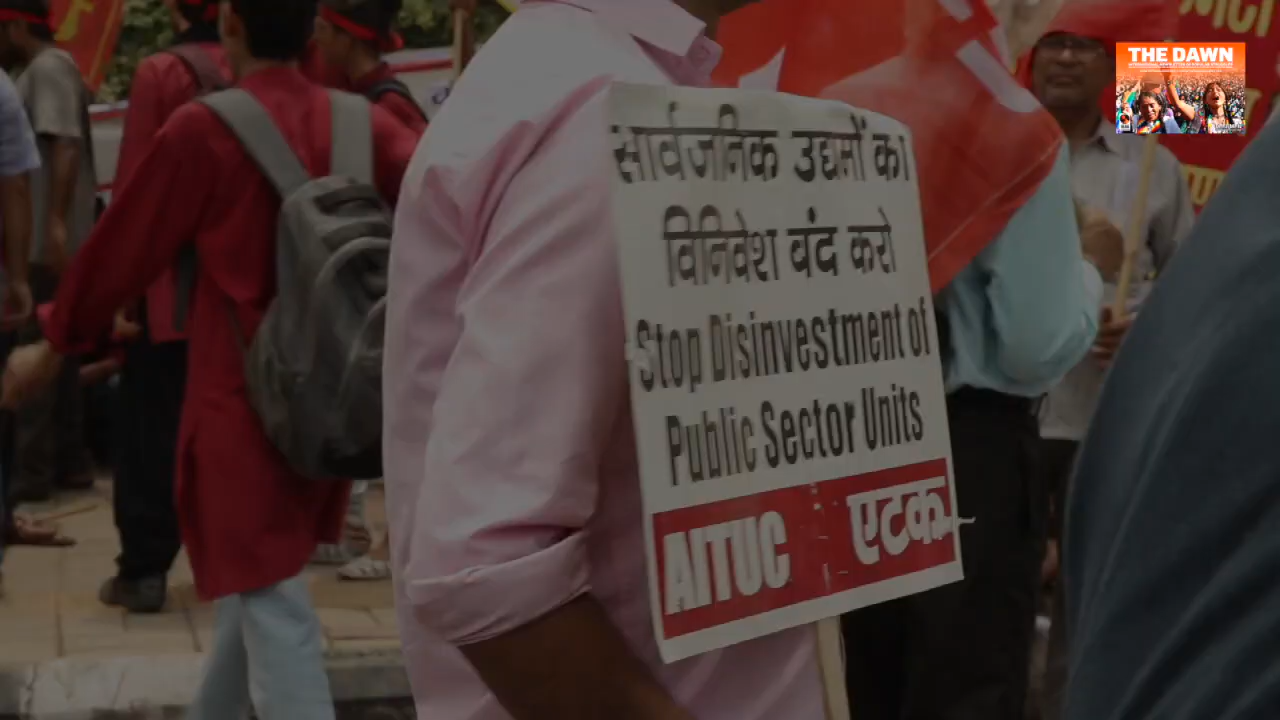 THE DAWN
सार्वजनिक उद्यमों का
विनिवेश बंद करो
Stop Disinvestment of
Public Sector Units
AITUC एटक